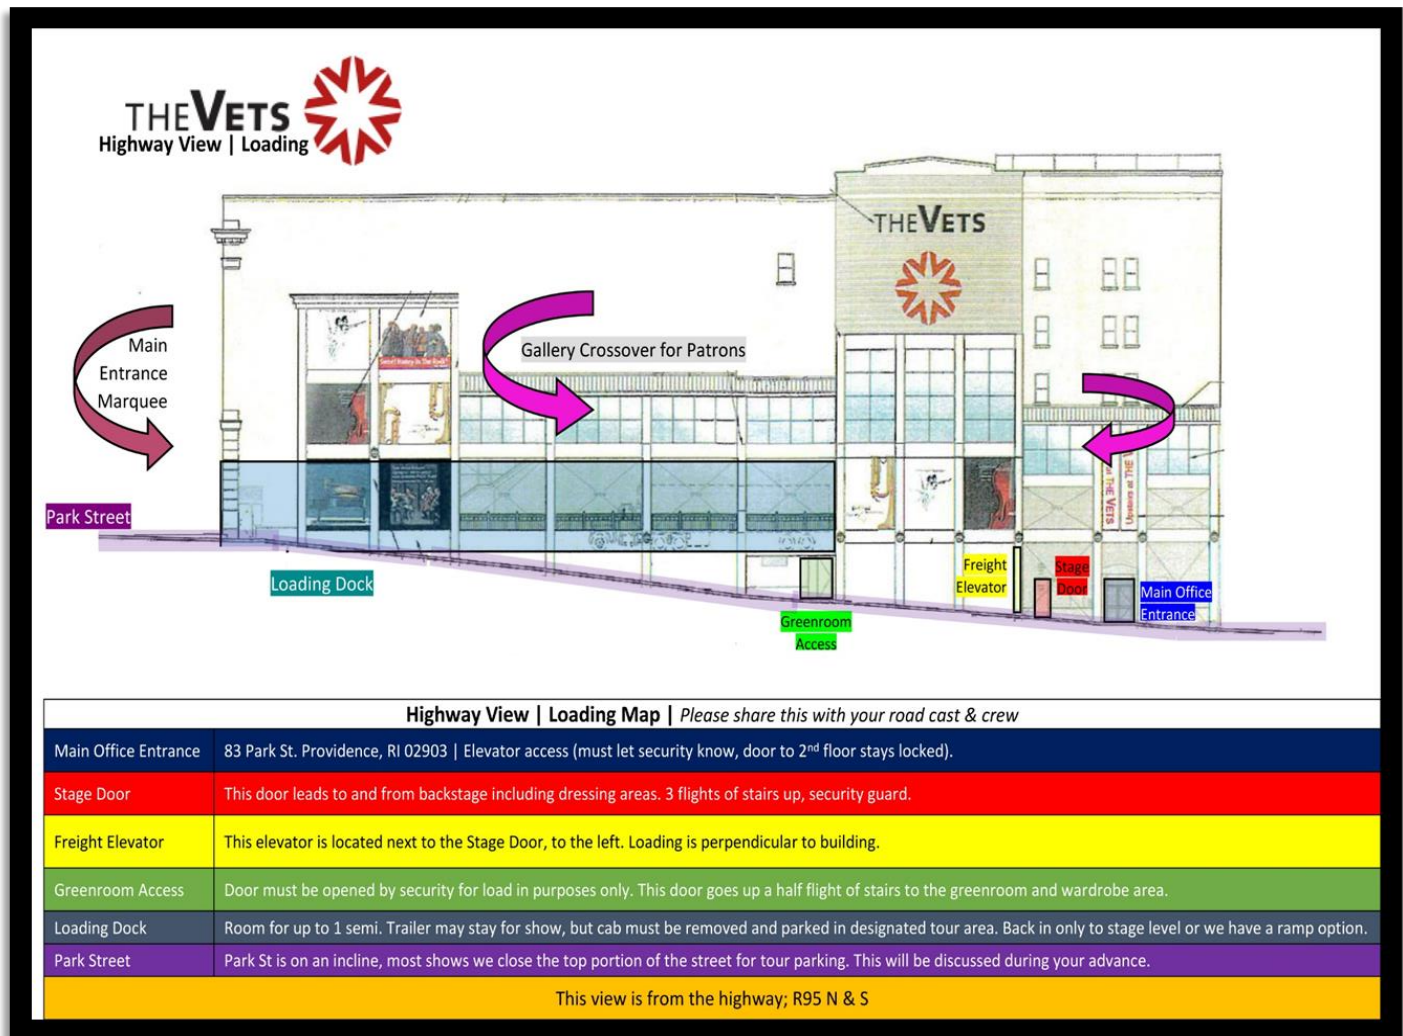 THEVETS
Highway View | Loading
THEVETS
Main
Entrance
Marquee
Gallery Crossover for Patrons
Park Street
Loading Dock
Greenroom
Access
Freight
Elevator
Stage
Door
Main Office
Entrance
Upstairs at THE V
at THE VETS
Highway View | Loading Map | Please share this with your road cast & crew
Main Office Entrance 83 Park St. Providence, RI 02903 | Elevator access (must let security know, door to 2nd floor stays locked).
Stage Door This door leads to and from backstage including dressing areas. 3 flights of stairs up, security guard.
Freight Elevator This elevator is located next to the Stage Door, to the left. Loading is perpendicular to building.
Greenroom Access Door must be opened by security for load in purposes only. This door goes up a half flight of stairs to the greenroom and wardrobe area.
Loading Dock Room for up to 1 semi. Trailer may stay for show, but cab must be removed and parked in designated tour area. Back in only to stage level or we have a ramp option.
Park Street Park St is on an incline, most shows we close the top portion of the street for tour parking. This will be discussed during your advance.
This view is from the highway; R95 N & S